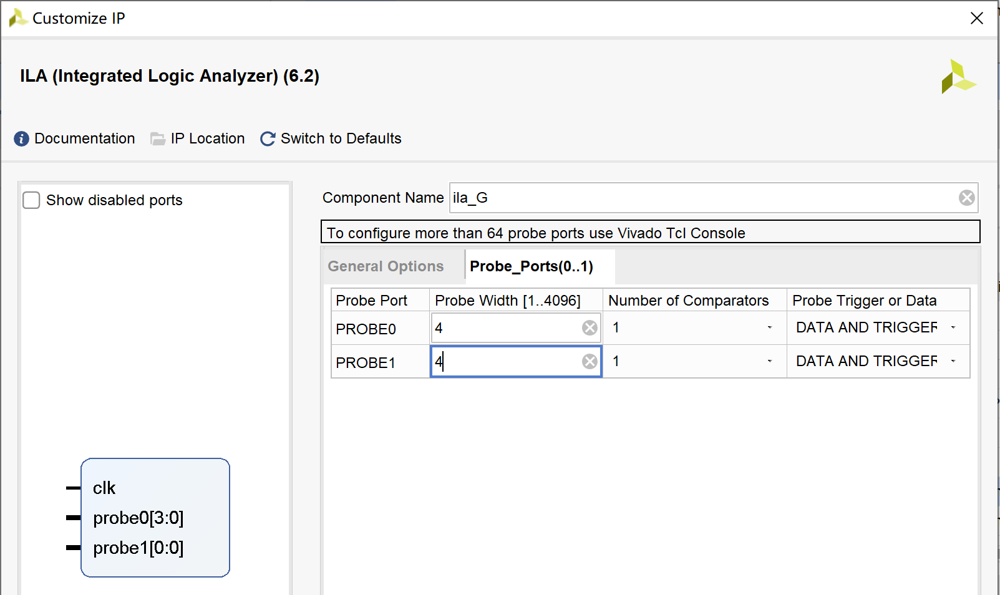 Customize IP
ILA (Integrated Logic Analyzer) (6.2)
Documentation IP Location Switch to Defaults
Show disabled ports
clk
probe0[3:0]
probe1[0:0]
Component Name ila_G
To configure more than 64 probe ports use Vivado Tcl Console
General Options Probe_Ports(0..1)
Probe Port Probe Width [1..4096] Number of Comparators Probe Trigger or Data
PROBE0 4 1 DATA AND TRIGGER
PROBE1 4 1 DATA AND TRIGGER